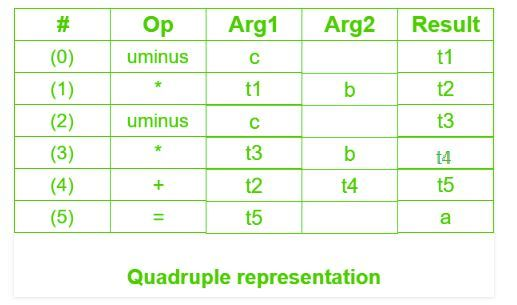 # Op Arg1 Arg2 Result
(0) uminus c t1
(1) * t1 b t2
(2) uminus c t3
(3) * t3 b t4
(4) + t2 t4 t5
(5) = t5 a
Quadruple representation